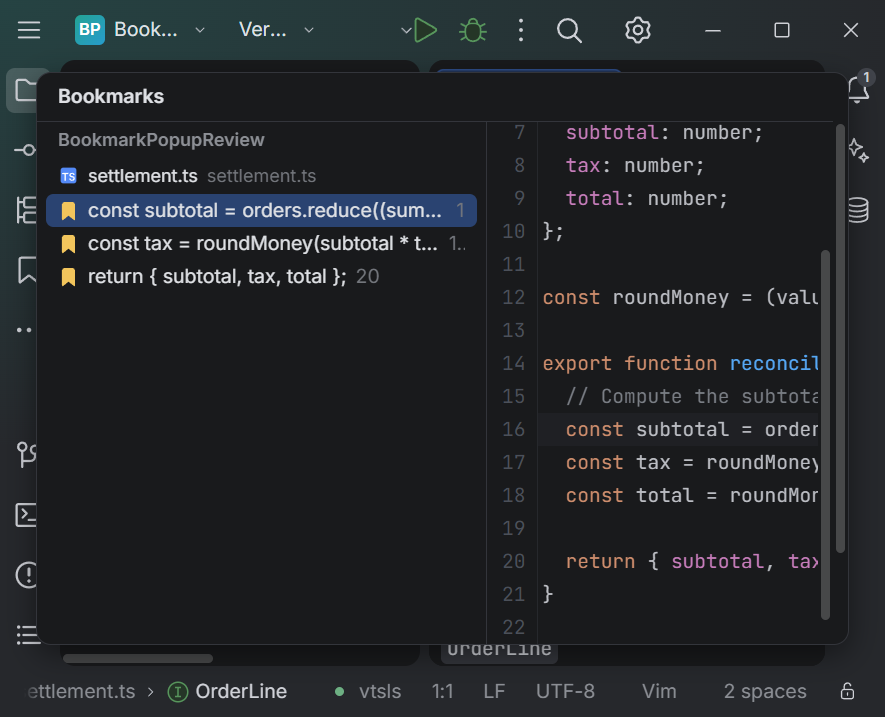 BP Book... Ver...
1
Bookmarks
BookmarkPopupReview
TS settlement.ts settlement.ts
const subtotal = orders.reduce((sum... 1
const tax = roundMoney(subtotal * t... 1..
return { subtotal, tax, total }; 20
7 subtotal: number;
8 tax: number;
9 total: number;
10 };
11
12 const roundMoney = (valu
13
14 export function reconcil
15 // Compute the subtota
16 const subtotal = order
17 const tax = roundMoney
18 const total = roundMon
19
20 return { subtotal, tax
21 }
22
OrderLine
ettlement.ts › I OrderLine vtsls 1:1 LF UTF-8 Vim 2 spaces